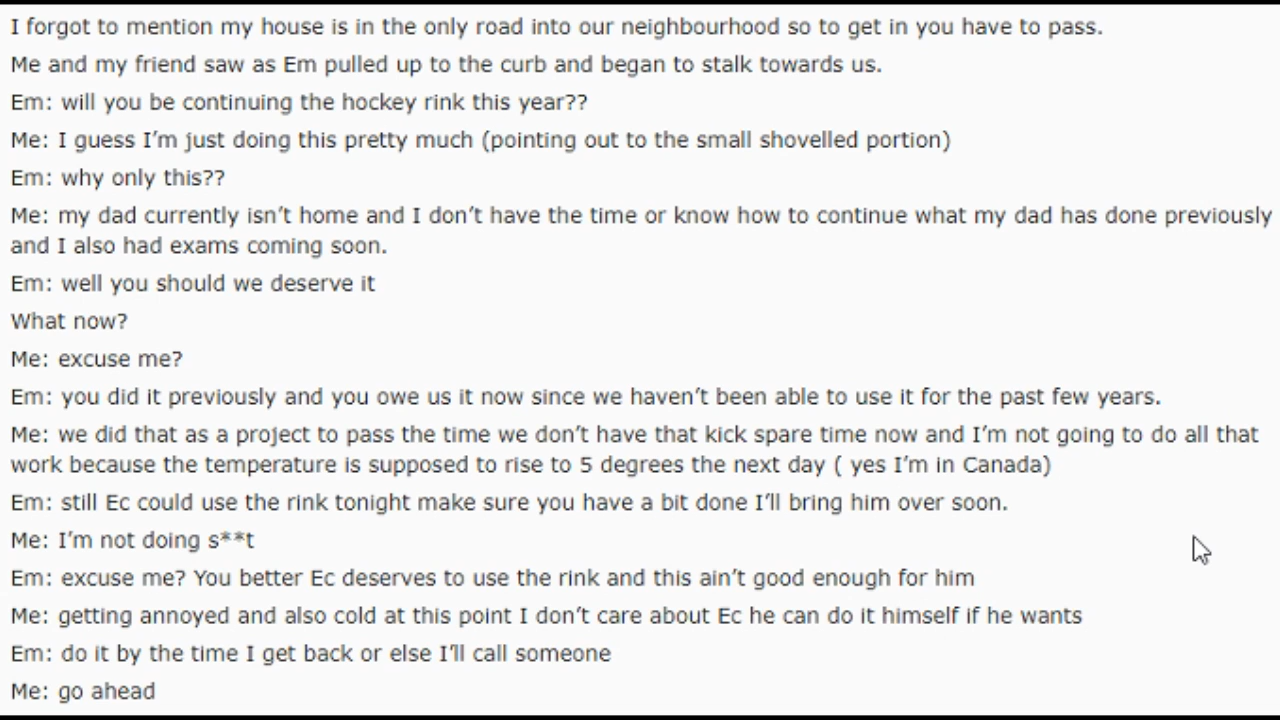 I forgot to mention my house is in the only road into our neighbourhood so to get in you have to pass.
Me and my friend saw as Em pulled up to the curb and began to stalk towards us.
Em: will you be continuing the hockey rink this year??
Me: I guess I'm just doing this pretty much (pointing out to the small shovelled portion)
Em: why only this??
Me: my dad currently isn't home and I don't have the time or know how to continue what my dad has done previously
and I also had exams coming soon.
Em: well you should we deserve it
What now?
Me: excuse me?
Em: you did it previously and you owe us it now since we haven't been able to use it for the past few years.
Me: we did that as a project to pass the time we don't have that kick spare time now and I'm not going to do all that
work because the temperature is supposed to rise to 5 degrees the next day ( yes I'm in Canada)
Em: still Ec could use the rink tonight make sure you have a bit done I'll bring him over soon.
Me: I'm not doing s**t
Em: excuse me? You better Ec deserves to use the rink and this ain't good enough for him
Me: getting annoyed and also cold at this point I don't care about Ec he can do it himself if he wants
Em: do it by the time I get back or else I'll call someone
Me: go ahead